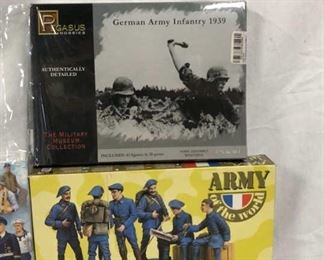 PEGASUS
HOBBIES
German Army Infantry 1939
AUTHENTICALLY
DETAILED
THE MILITARY
MUSEUM
COLLECTION
ARMY
of the world